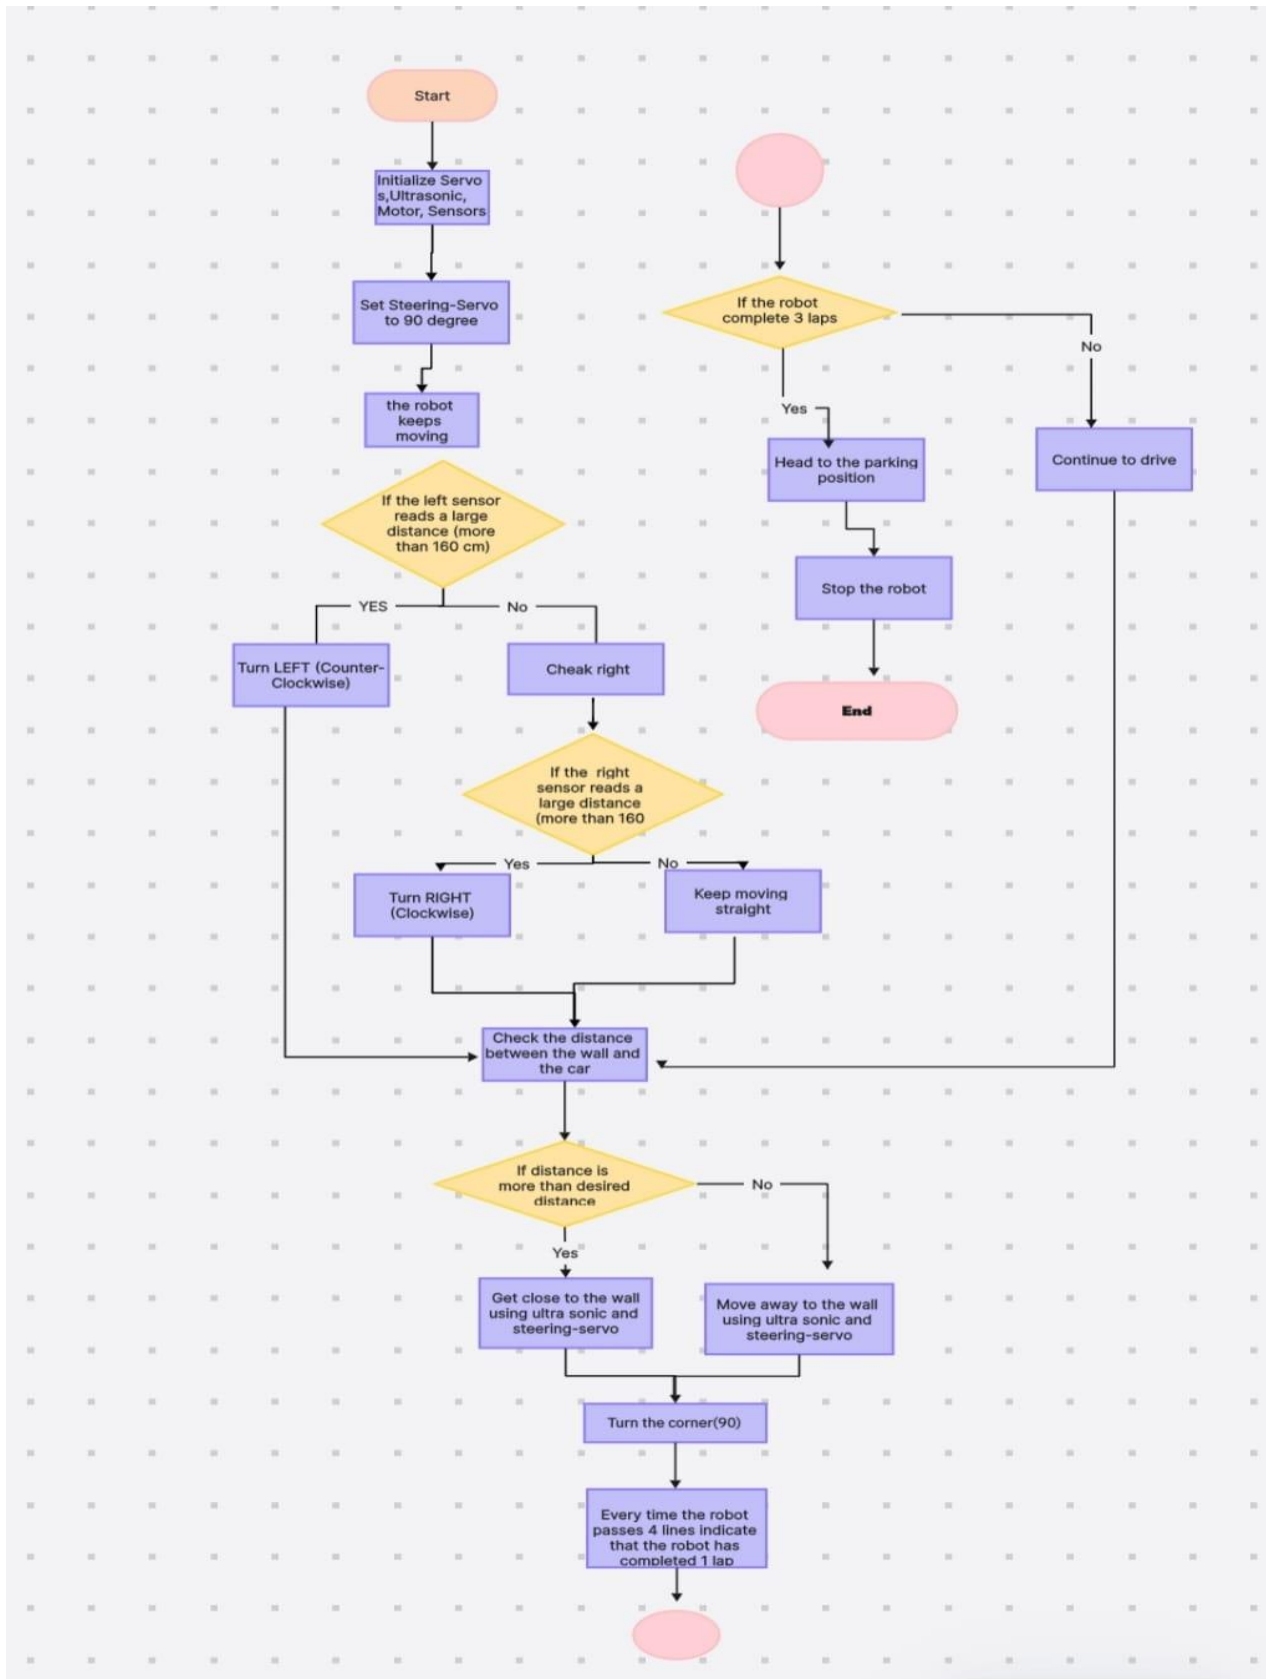 Start
Initialize Servo
s,Ultrasonic,
Motor, Sensors
Set Steering-Servo
to 90 degree
the robot
keeps
moving
If the left sensor
reads a large
distance (more
than 160 cm)
YES
No
Turn LEFT (Counter-
Clockwise)
Cheak right
If the right
sensor reads a
large distance
(more than 160
Yes
No
Turn RIGHT
(Clockwise)
Keep moving
straight
Check the distance
between the wall and
the car
If distance is
more than desired
distance
No
Yes
Get close to the wall
using ultra sonic and
steering-servo
Move away to the wall
using ultra sonic and
steering-servo
Turn the corner(90)
Every time the robot
passes 4 lines indicate
that the robot has
completed 1 lap
If the robot
complete 3 laps
No
Yes
Head to the parking
position
Continue to drive
Stop the robot
End